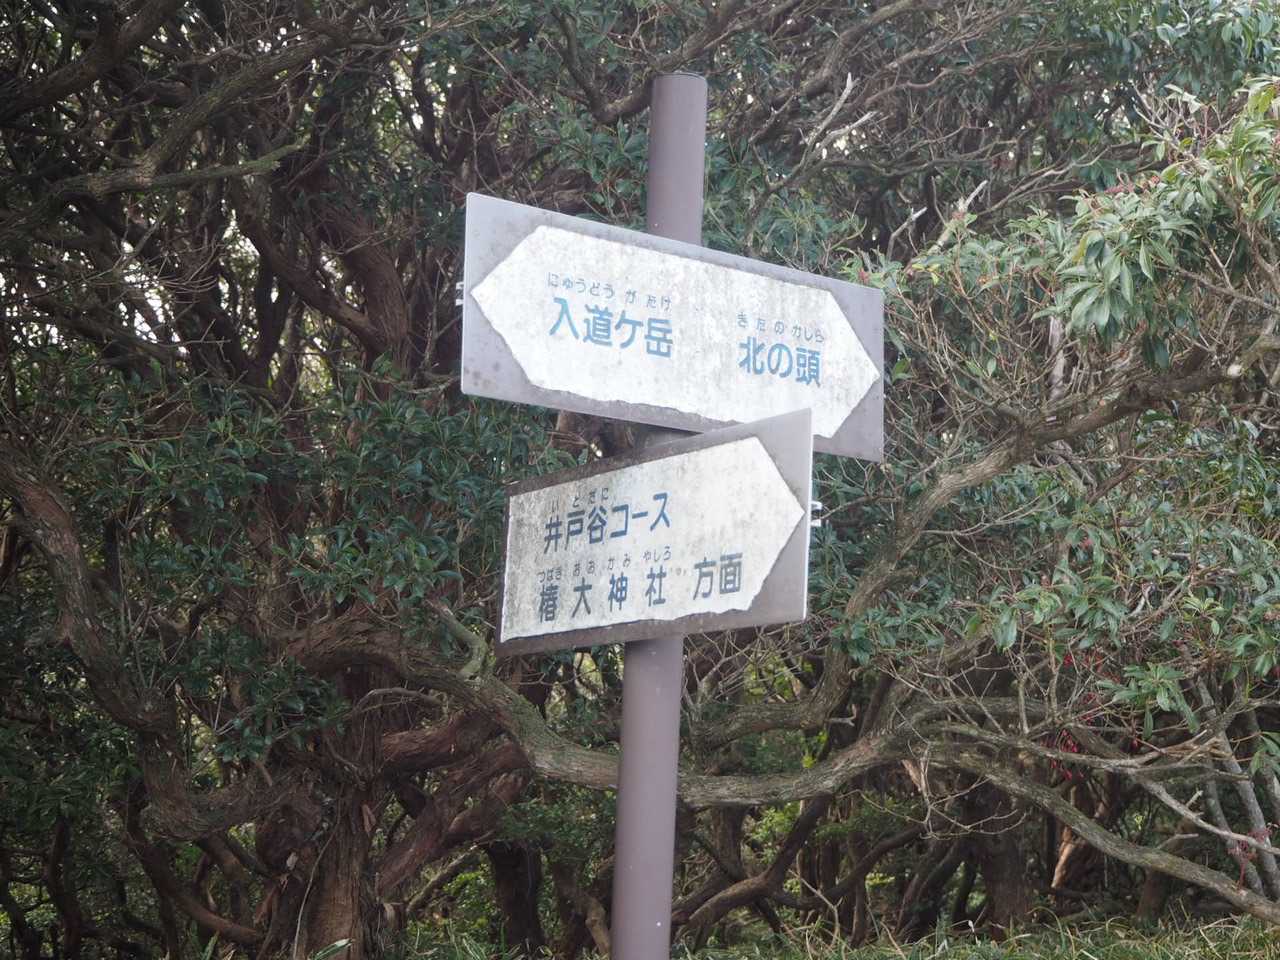 にゅうどう が たけ
入道ケ岳
きた の かしら
北の頭
いどだに
井戸谷コース
つばき おお かみ やしろ
椿大神社 方面